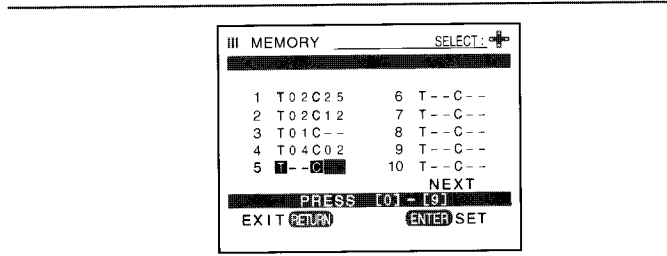 MEMORY SELECT:
1 T02C25 6 T--C--
2 T02C12 7 T--C--
3 T01C-- 8 T--C--
4 T04C02 9 T--C--
5 T--C-- 10 T--C--
NEXT
PRESS [0] - [9]
EXIT RETURN ENTER SET